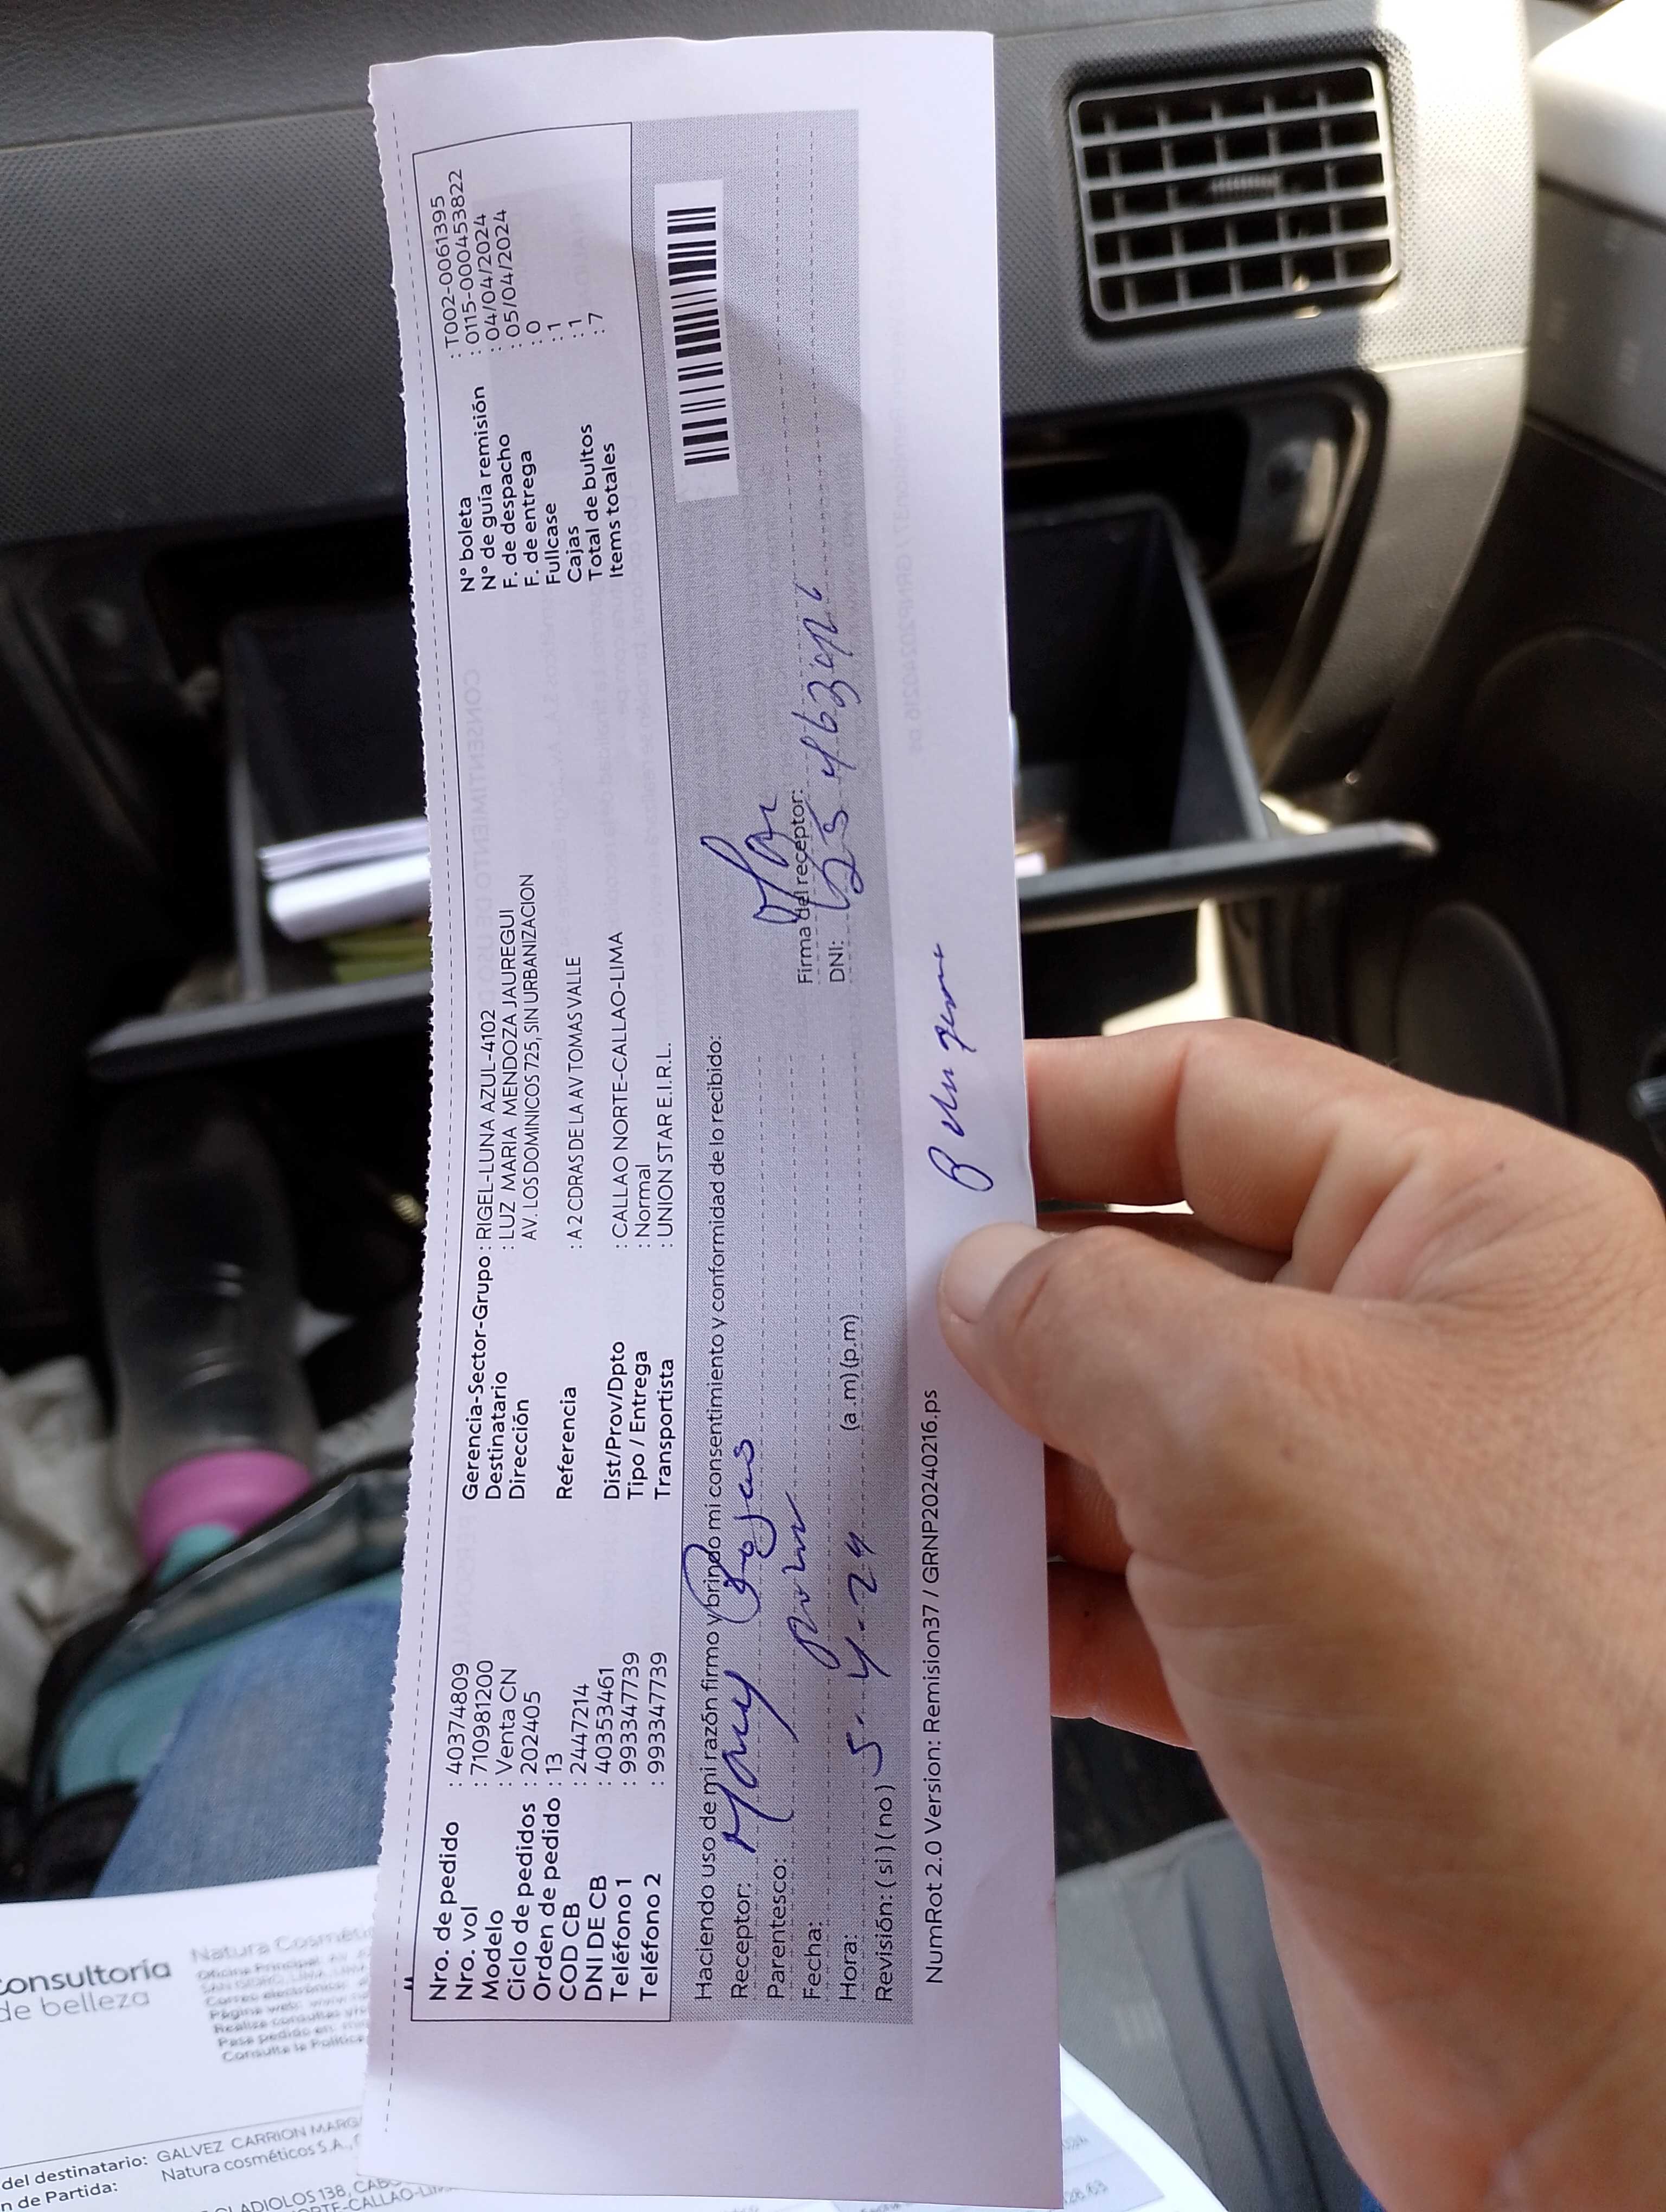 Nro. de pedido : 40374809
Nro. vol : 710981200
Modelo : Venta CN
Ciclo de pedidos : 202405
Orden de pedido : 13
COD CB : 2447214
DNI DE CB : 40353461
Teléfono 1 : 993347739
Teléfono 2 : 993347739
Gerencia-Sector-Grupo : RIGEL-LUNA AZUL-4102
Destinatario : LUZ MARIA MENDOZA JAUREGUI
Dirección AV. LOS DOMINICOS 725, SIN URBANIZACION
Referencia : A 2 CDRAS DE LA AV TOMAS VALLE
Dist/Prov/Dpto : CALLAO NORTE-CALLAO-LIMA
Tipo / Entrega : Normal
Transportista : UNION STAR E.I.R.L.
N° boleta : T002-0061395
N° de guía remisión : 0115-000453822
F. de despacho : 04/04/2024
F. de entrega : 05/04/2024
Fullcase : 0
Cajas : 1
Total de bultos : 1
Items totales : 7
Haciendo uso de mi razón firmo y brindo mi consentimiento y conformidad de lo recibido:
Receptor: Mary Rojas
Parentesco:
Fecha:
Hora: 5-4-24 (a.m)(p.m)
Revisión: ( si ) ( no )
Firma del receptor:
DNI:
NumRot 2.0 Version: Remision37 / GRNP20240216.ps
Consultoría
de belleza
Natura Cosméti
del destinatario: GALVEZ CARRION MARG
n de Partida: Natura cosméticos S.A.,
GLADIOLOS 138,